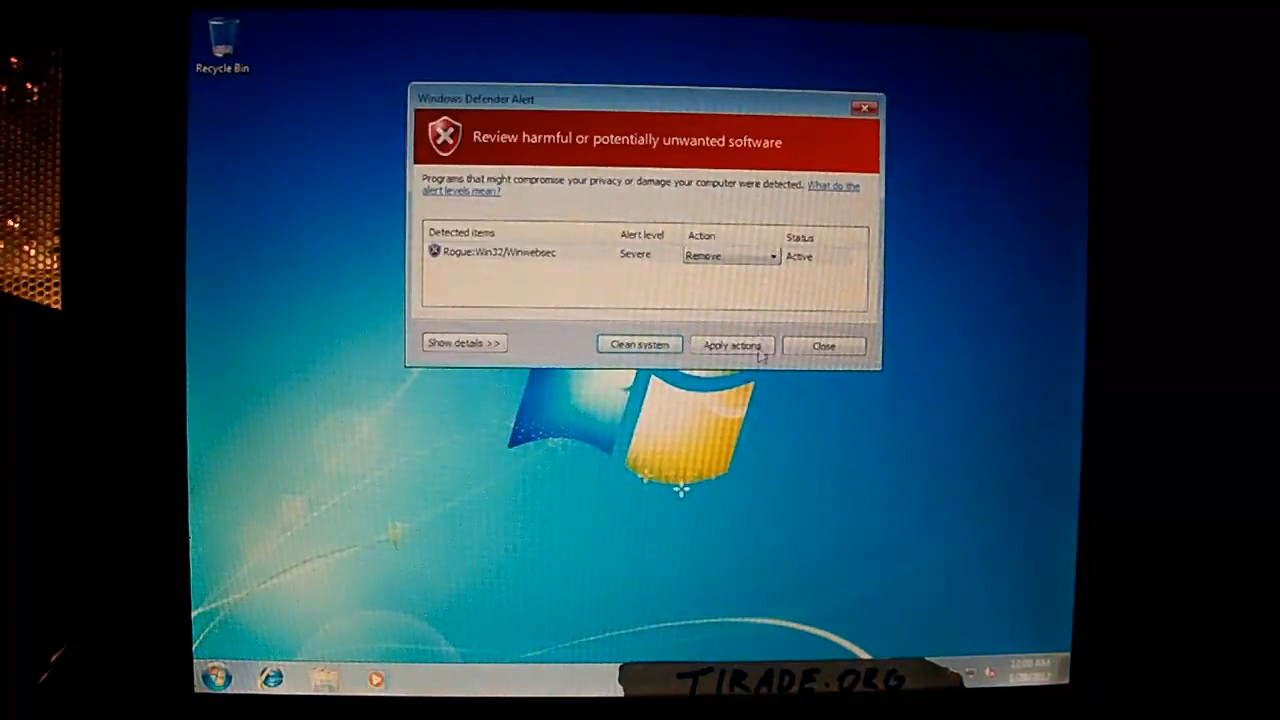 Recycle Bin
Windows Defender Alert
Review harmful or potentially unwanted software
Programs that might compromise your privacy or damage your computer were detected. What do the
alert levels mean?
Detected items Alert level Action Status
Rogue:Win32/Winwebsec Severe Remove Active
Show details >> Clean system Apply actions Close
TIRADE.ORG